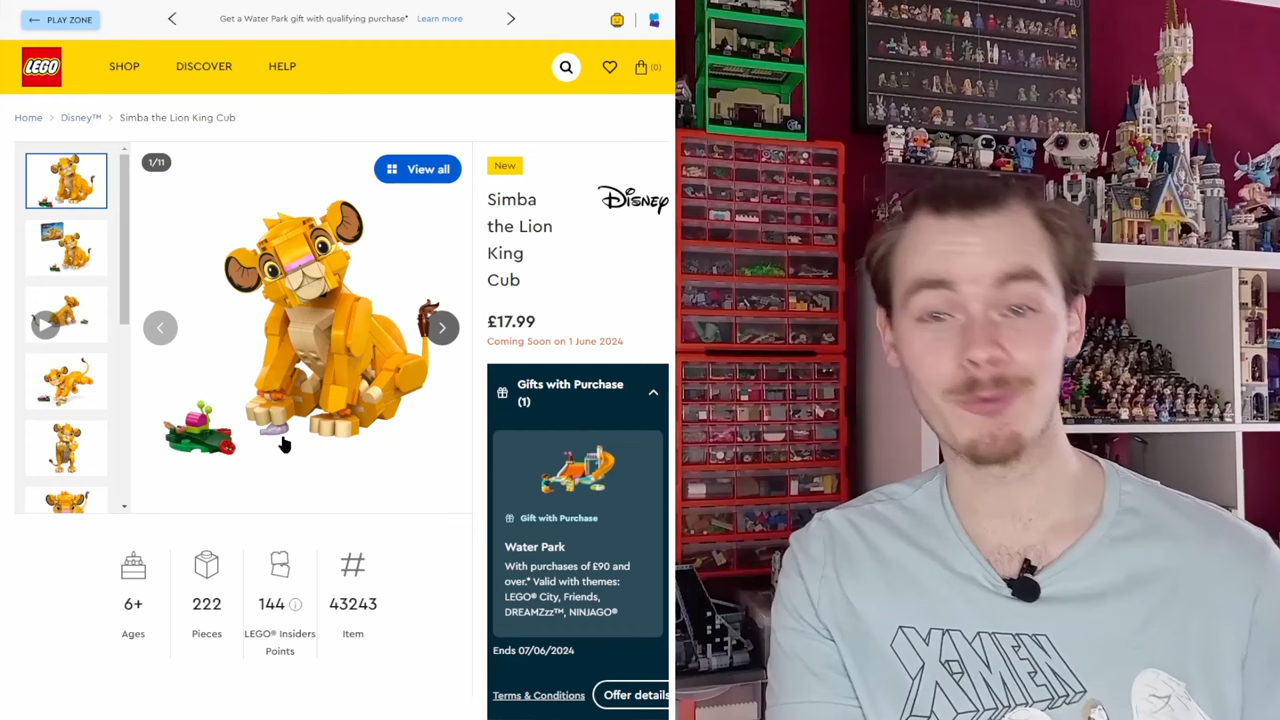 ← PLAY ZONE
Get a Water Park gift with qualifying purchase* Learn more
LEGO
SHOP DISCOVER HELP
(0)
Home > Disney™ > Simba the Lion King Cub
1/11
View all
New
Simba
the Lion
King
Cub
Disney
£17.99
Coming Soon on 1 June 2024
Gifts with Purchase
(1)
Gift with Purchase
Water Park
With purchases of £90 and
over.* Valid with themes:
LEGO® City, Friends,
DREAMZzz™, NINJAGO®
Ends 07/06/2024
Terms & Conditions
Offer details
6+
Ages
222
Pieces
144
LEGO® Insiders
Points
#
43243
Item
X-MEN